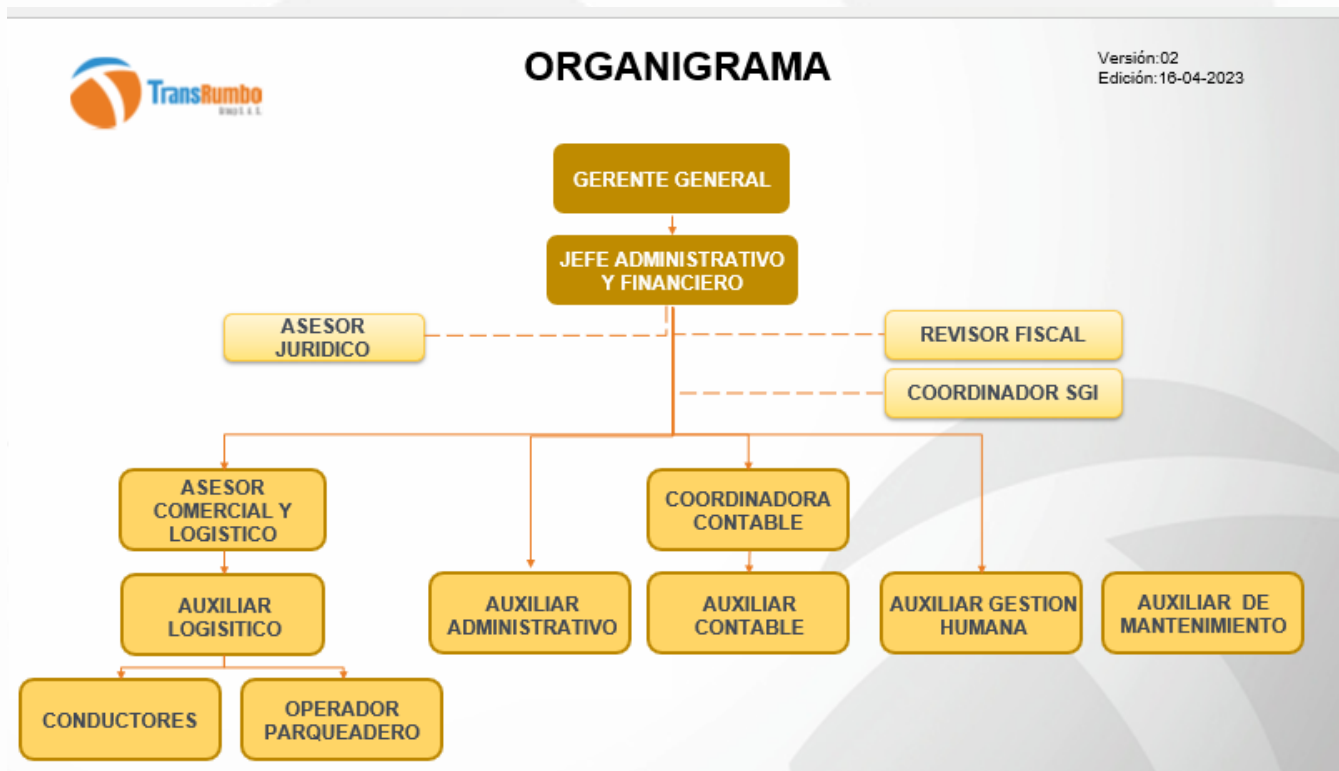 TransRumbo
ORGANIGRAMA
Versión:02
Edición:16-04-2023
GERENTE GENERAL
JEFE ADMINISTRATIVO
Y FINANCIERO
ASESOR
JURIDICO
REVISOR FISCAL
COORDINADOR SGI
ASESOR
COMERCIAL Y
LOGISTICO
COORDINADORA
CONTABLE
AUXILIAR
LOGISITICO
AUXILIAR
ADMINISTRATIVO
AUXILIAR
CONTABLE
AUXILIAR GESTION
HUMANA
AUXILIAR DE
MANTENIMIENTO
CONDUCTORES
OPERADOR
PARQUEADERO